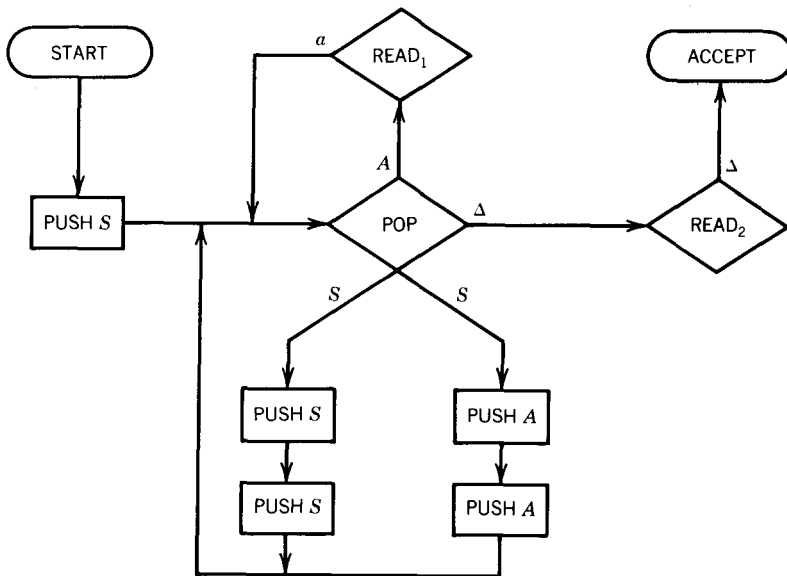 START
a
READ₁
ACCEPT
A
Δ
PUSH S
POP
Δ
READ₂
S
S
PUSH S
PUSH A
PUSH S
PUSH A